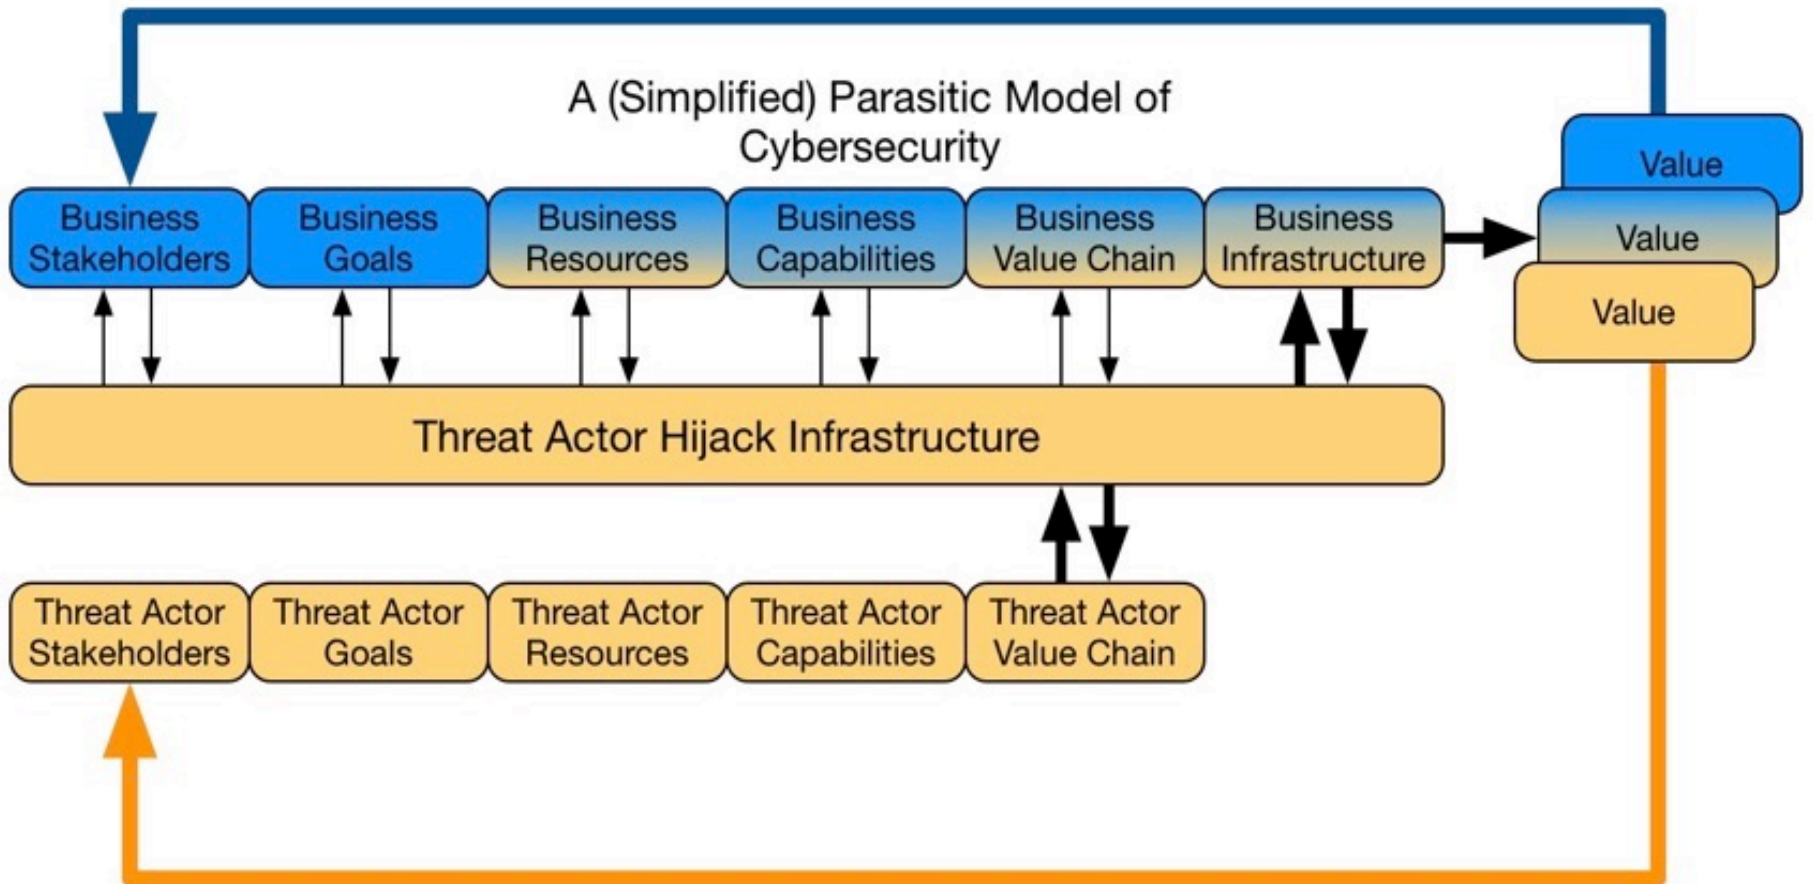 A (Simplified) Parasitic Model of
Cybersecurity
Value
Business
Stakeholders
Business
Goals
Business
Resources
Business
Capabilities
Business
Value Chain
Business
Infrastructure
Value
Value
Threat Actor Hijack Infrastructure
Threat Actor
Stakeholders
Threat Actor
Goals
Threat Actor
Resources
Threat Actor
Capabilities
Threat Actor
Value Chain